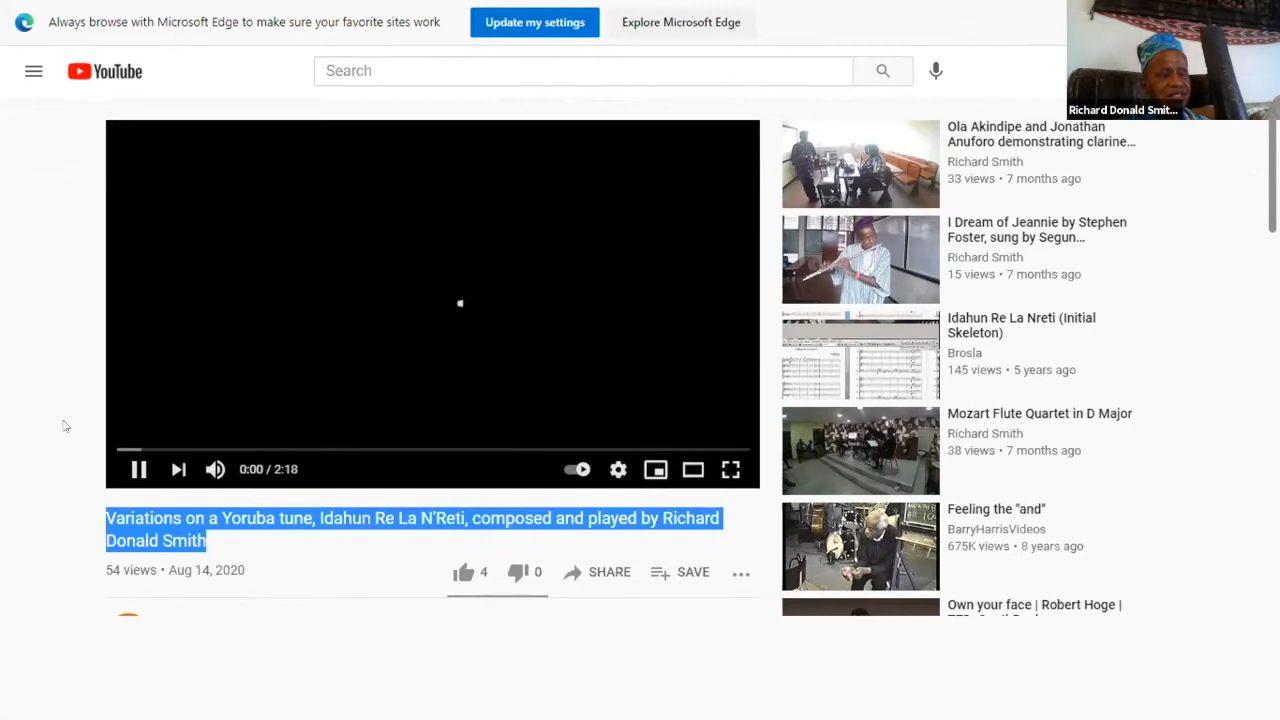 Always browse with Microsoft Edge to make sure your favorite sites work
Update my settings
Explore Microsoft Edge
YouTube
Search
Richard Donald Smit...
0:00 / 2:18
Variations on a Yoruba tune, Idahun Re La N'Reti, composed and played by Richard
Donald Smith
54 views • Aug 14, 2020
4
0
SHARE
SAVE
Ola Akindipe and Jonathan
Anuforo demonstrating clarine...
Richard Smith
33 views • 7 months ago
I Dream of Jeannie by Stephen
Foster, sung by Segun...
Richard Smith
15 views • 7 months ago
Idahun Re La Nreti (Initial
Skeleton)
Brosla
145 views • 5 years ago
Mozart Flute Quartet in D Major
Richard Smith
38 views • 7 months ago
Feeling the "and"
BarryHarrisVideos
675K views • 8 years ago
Own your face | Robert Hoge |